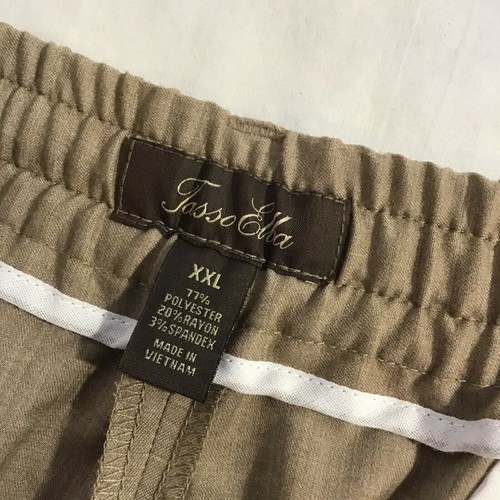 Tasso Elba
XXL
77%
POLYESTER
20% RAYON
3% SPANDEX
MADE IN
VIETNAM